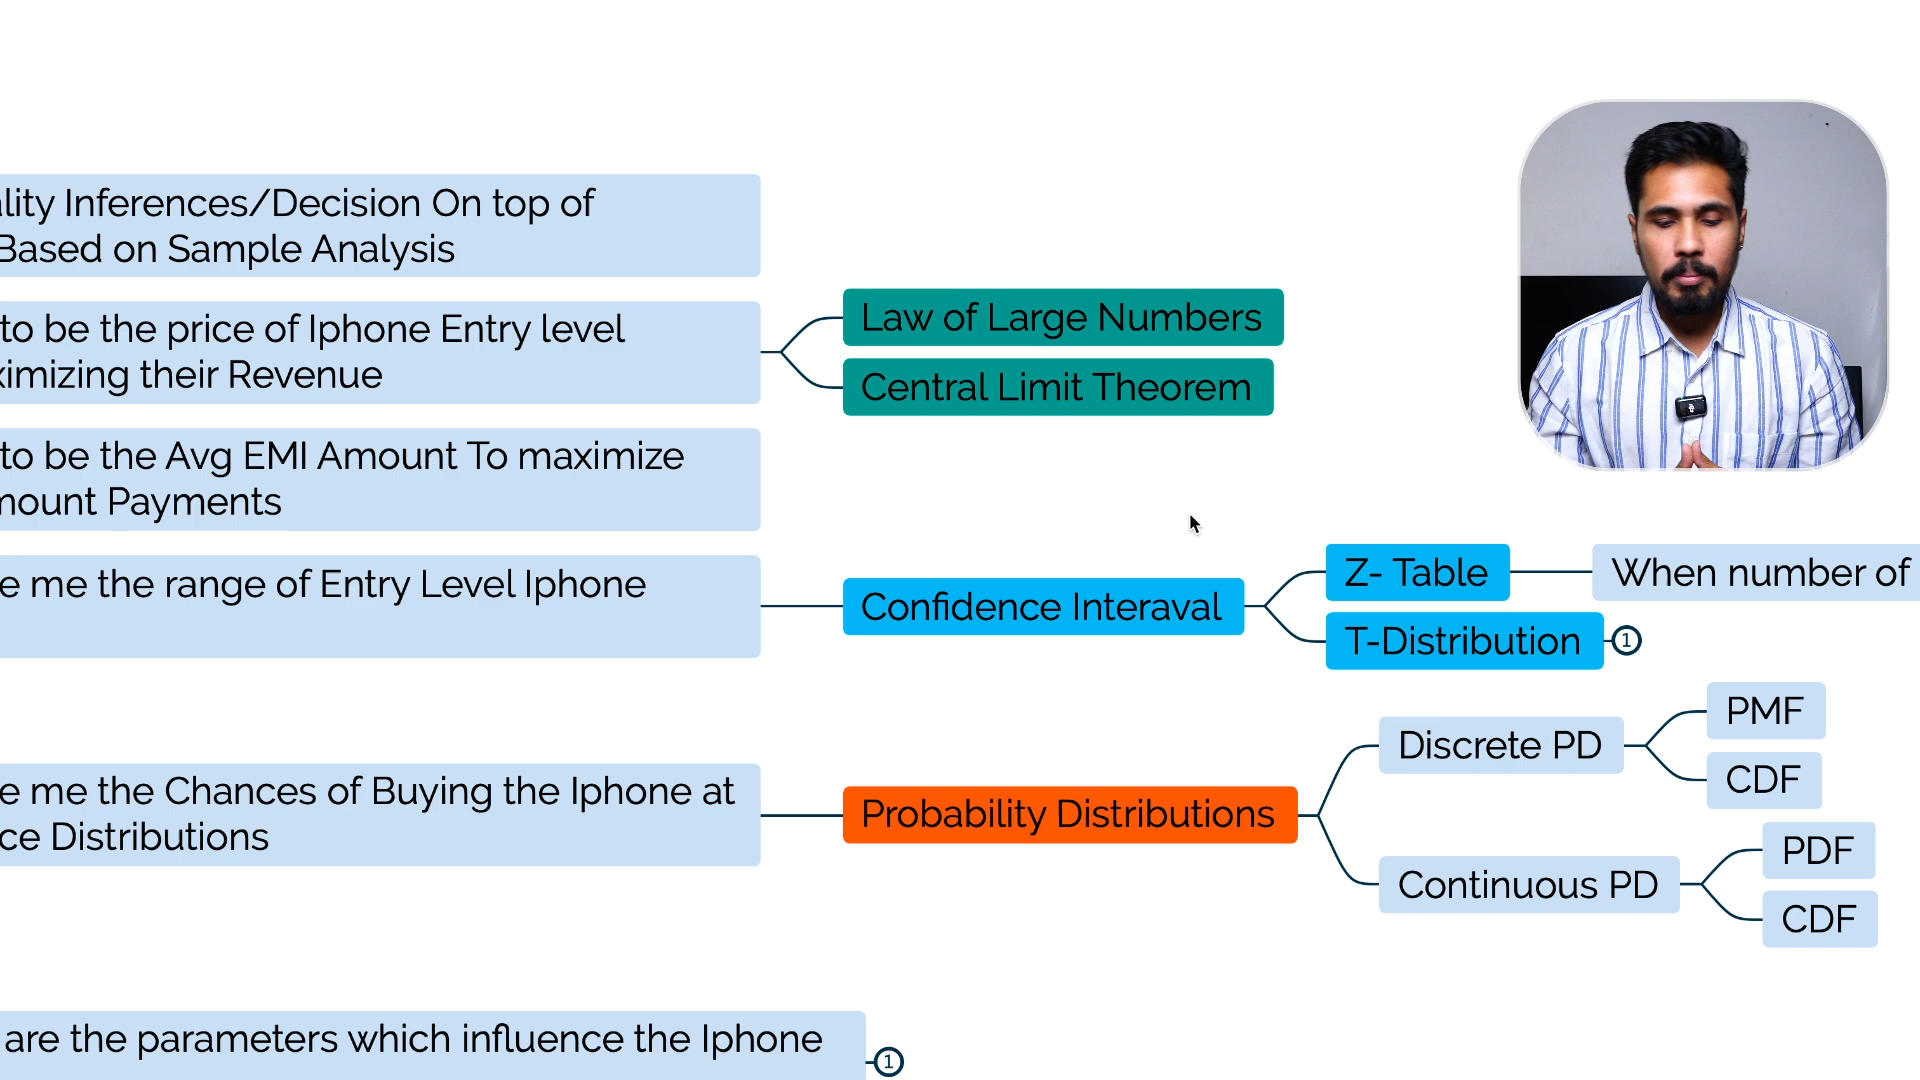 ality Inferences/Decision On top of
Based on Sample Analysis
to be the price of Iphone Entry level
ximizing their Revenue
Law of Large Numbers
Central Limit Theorem
to be the Avg EMI Amount To maximize
mount Payments
e me the range of Entry Level Iphone
Confidence Interaval
Z- Table
When number of
T-Distribution
1
e me the Chances of Buying the Iphone at
ce Distributions
Probability Distributions
Discrete PD
PMF
CDF
Continuous PD
PDF
CDF
are the parameters which influence the Iphone
1